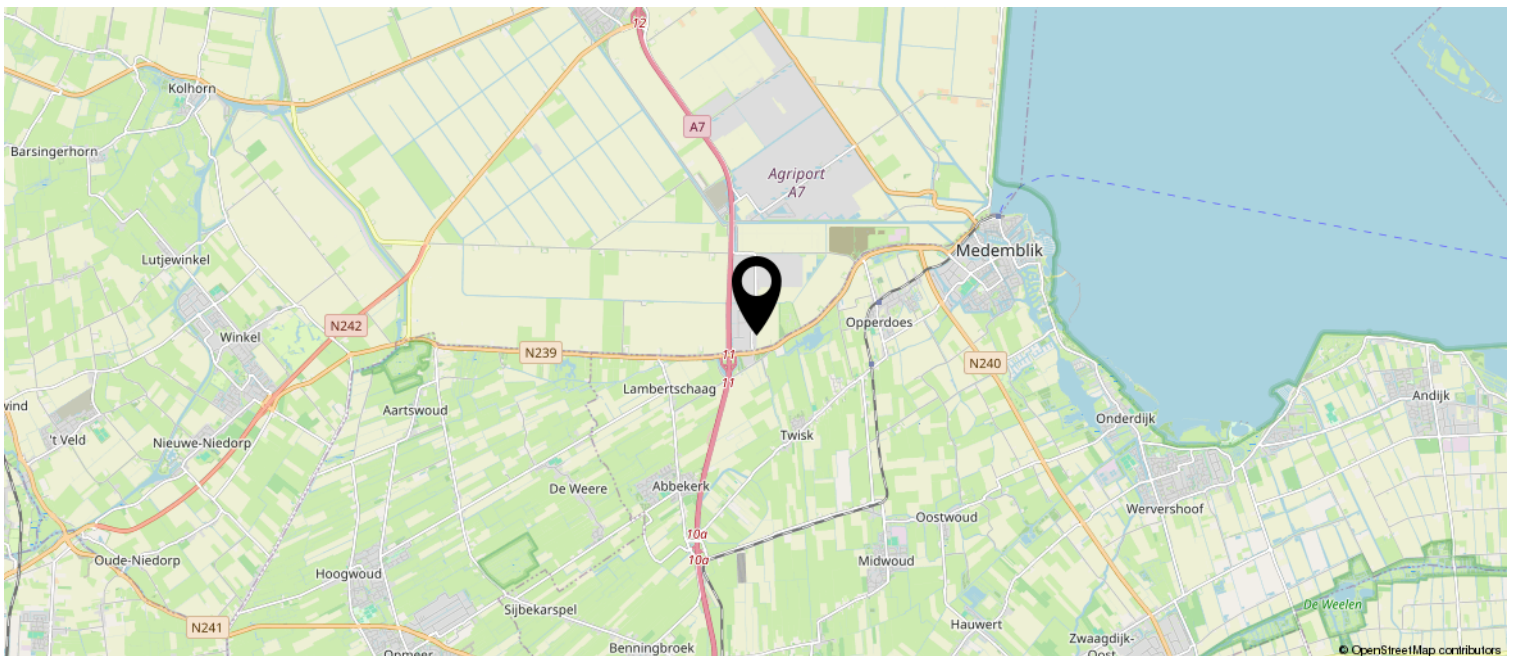 12
Kolhorn
A7
Barsingerhorn
Agriport
A7
Medemblik
Lutjewinkel
Opperdoes
N242
Winkel
N239
11
N240
11
Lambertschaag
Andijk
wind
Aartswoud
Onderdijk
't Veld
Nieuwe-Niedorp
Twisk
De Weere
Abbekerk
Wervershoof
Oostwoud
10a
10a
Oude-Niedorp
Midwoud
Hoogwoud
De Weelen
Sijbekarspel
Hauwert
N241
Zwaagdijk-
Oost
Benningbroek
Opmeer
© OpenStreetMap contributors